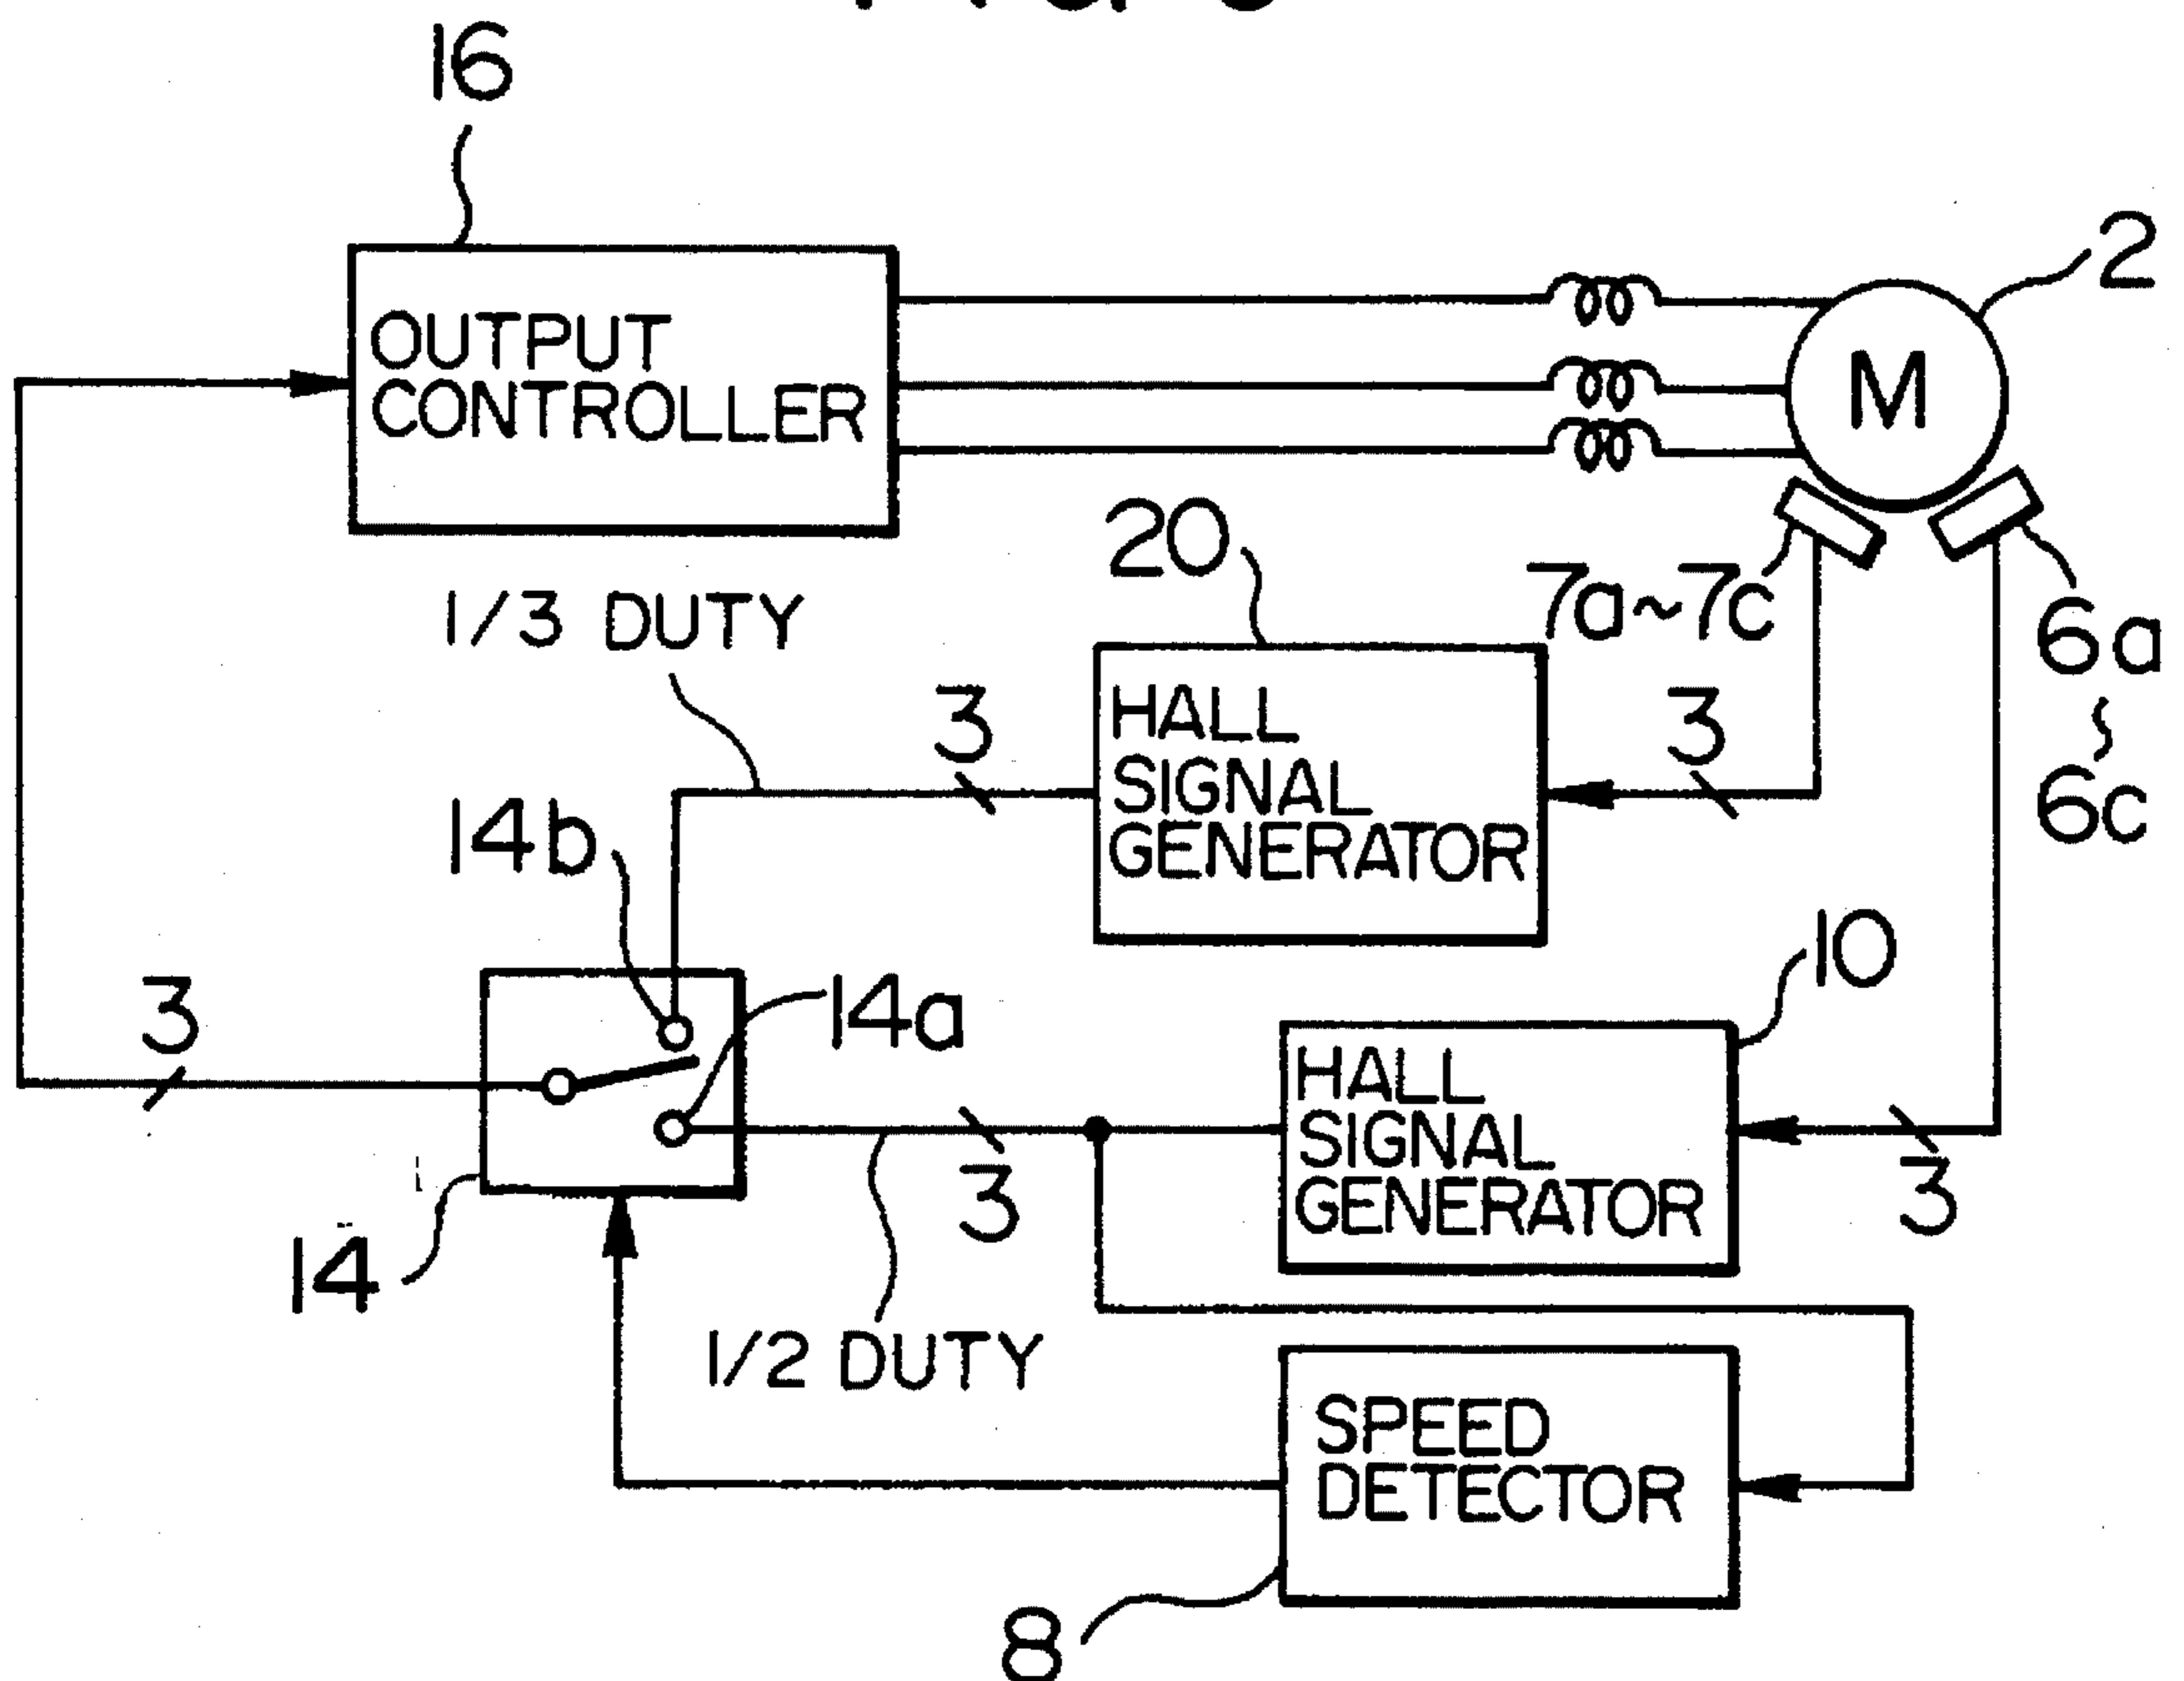 16
2
OUTPUT
CONTROLLER
M
20
7a~7c
6a
~
6c
1/3 DUTY
3
HALL
SIGNAL
GENERATOR
3
14b
10
3
14a
HALL
SIGNAL
GENERATOR
3
3
14
1/2 DUTY
SPEED
DETECTOR
8